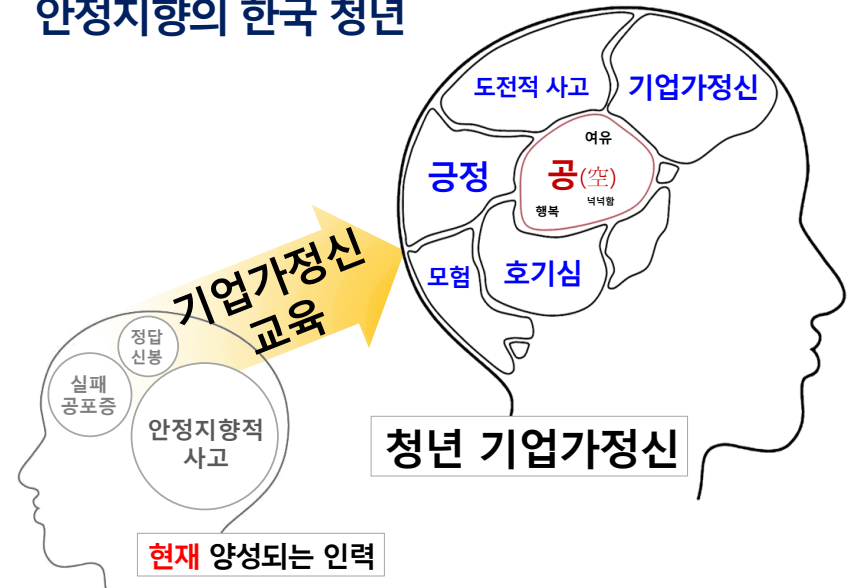 안정지향의 한국 청년
도전적 사고
기업가정신
여유
긍정
공(空)
넉넉함
행복
모험
호기심
기업가정신
교육
정답
신봉
실패
공포증
안정지향적
사고
청년 기업가정신
현재 양성되는 인력